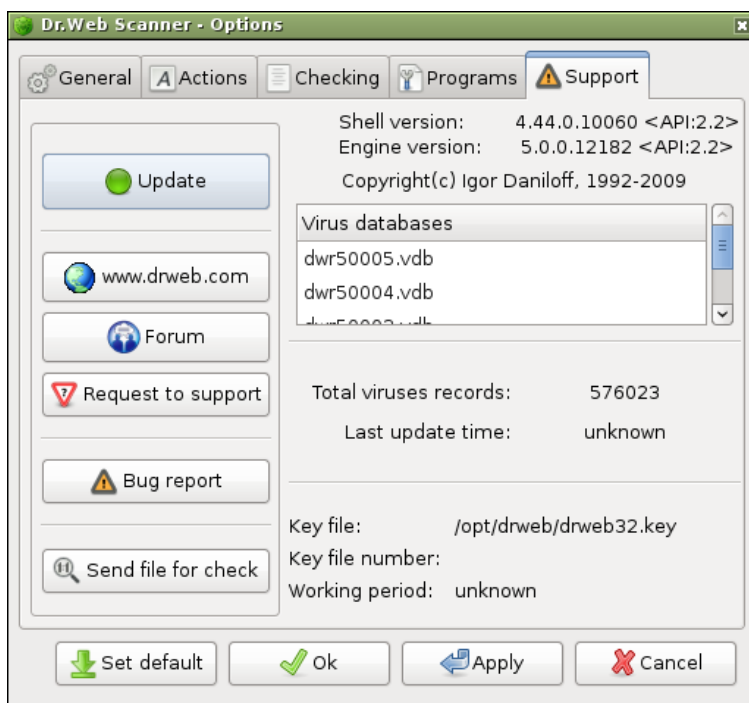 Dr.Web Scanner - Options
General
Actions
Checking
Programs
Support
Update
www.drweb.com
Forum
Request to support
Bug report
Send file for check
Shell version: 4.44.0.10060 <API:2.2>
Engine version: 5.0.0.12182 <API:2.2>
Copyright(c) Igor Daniloff, 1992-2009
Virus databases
dwr50005.vdb
dwr50004.vdb
Total viruses records: 576023
Last update time: unknown
Key file: /opt/drweb/drweb32.key
Key file number:
Working period: unknown
Set default
Ok
Apply
Cancel